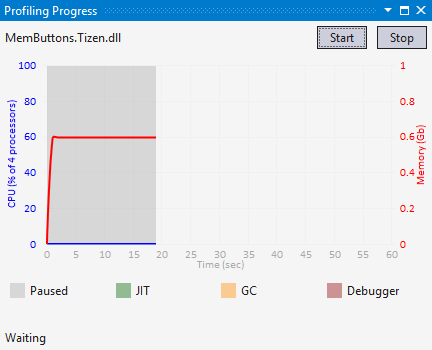 Profiling Progress
MemButtons.Tizen.dll
Start
Stop
100
80
60
40
20
0
CPU (% of 4 processors)
1
0.8
0.6
0.4
0.2
0
Memory (Gb)
0 5 10 15 20 25 30 35 40 45 50 55 60
Time (sec)
Paused JIT GC Debugger
Waiting